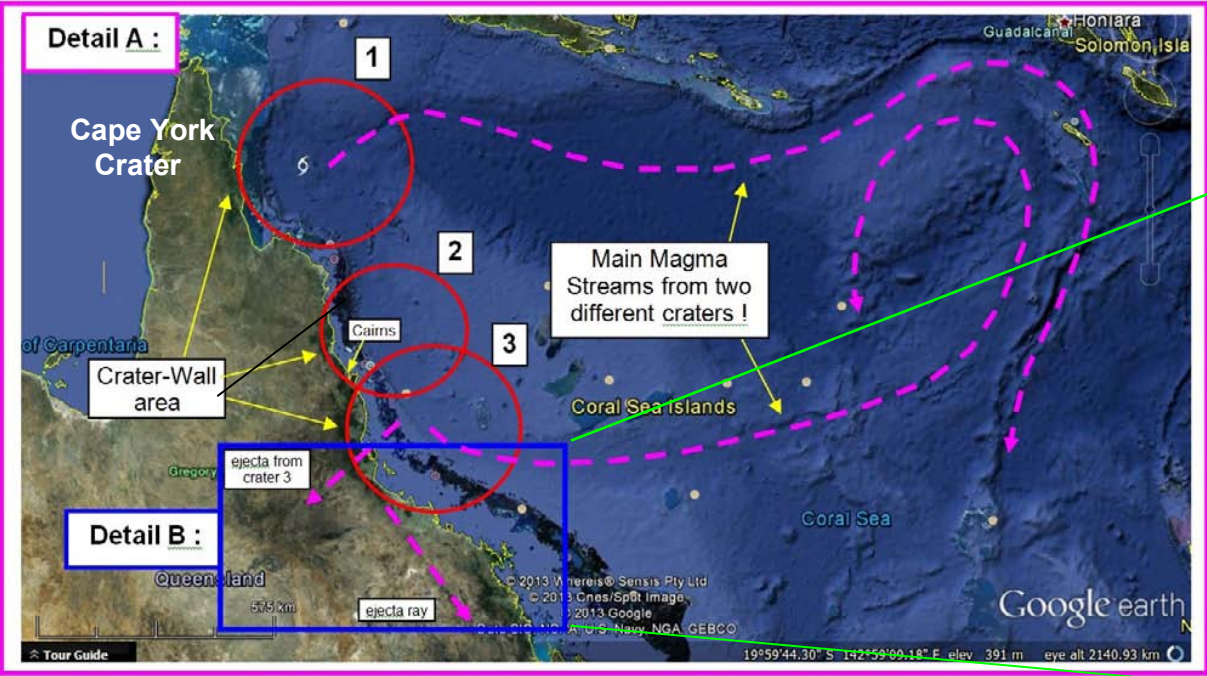 Detail A :
1
Honiara
Guadalcanal
Solomon Isla
Cape York
Crater
2
Main Magma
Streams from two
different craters !
Cairns
3
of Carpentaria
Crater-Wall
area
Coral Sea Islands
ejecta from
crater 3
Gregory
Detail B :
Coral Sea
Queensland
575 km
ejecta ray
© 2013 Whereis® Sensis Pty Ltd
© 2013 Cnes/Spot Image
© 2013 Google
Data SIO, NOAA, U.S. Navy, NGA, GEBCO
Google earth
Tour Guide
19°59'44.30" S 142°59'09.18" E elev 391 m eye alt 2140.93 km